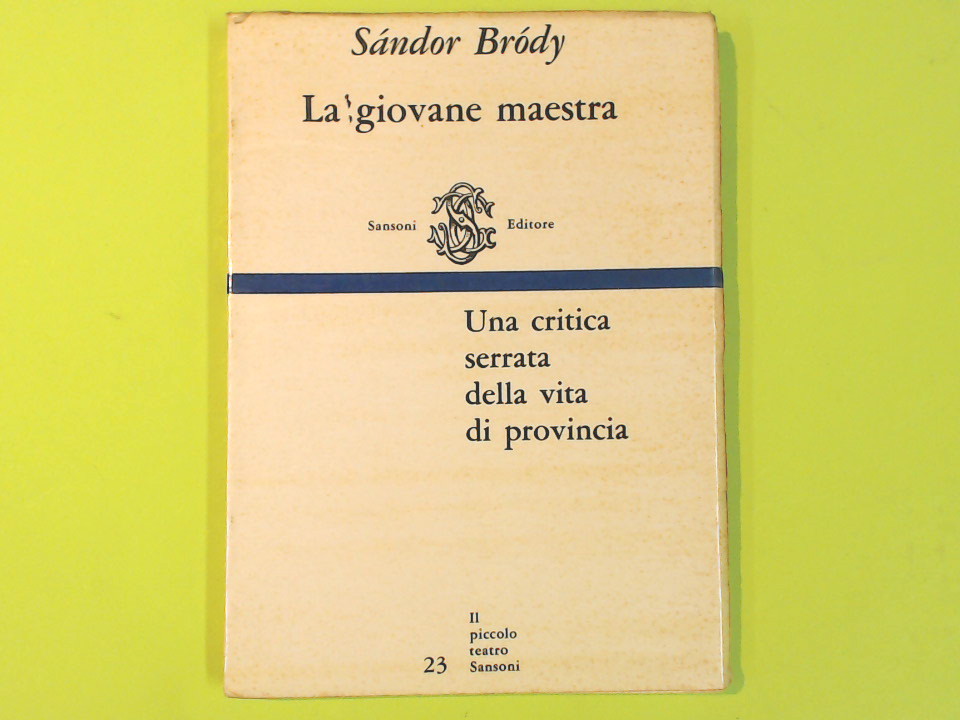 Sándor Bródy
La giovane maestra
Sansoni Editore
Una critica
serrata
della vita
di provincia
23
Il
piccolo
teatro
Sansoni